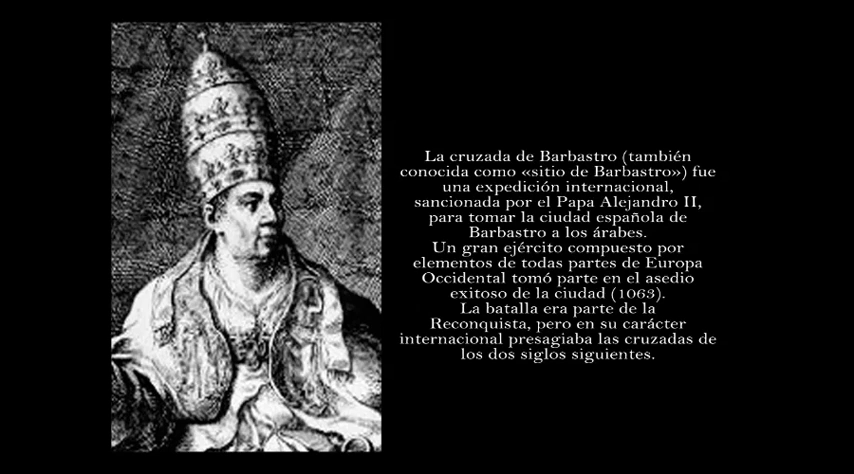 La cruzada de Barbastro (también
conocida como «sitio de Barbastro») fue
una expedición internacional,
sancionada por el Papa Alejandro II,
para tomar la ciudad española de
Barbastro a los árabes.
Un gran ejército compuesto por
elementos de todas partes de Europa
Occidental tomó parte en el asedio
exitoso de la ciudad (1063).
La batalla era parte de la
Reconquista, pero en su carácter
internacional presagiaba las cruzadas de
los dos siglos siguientes.